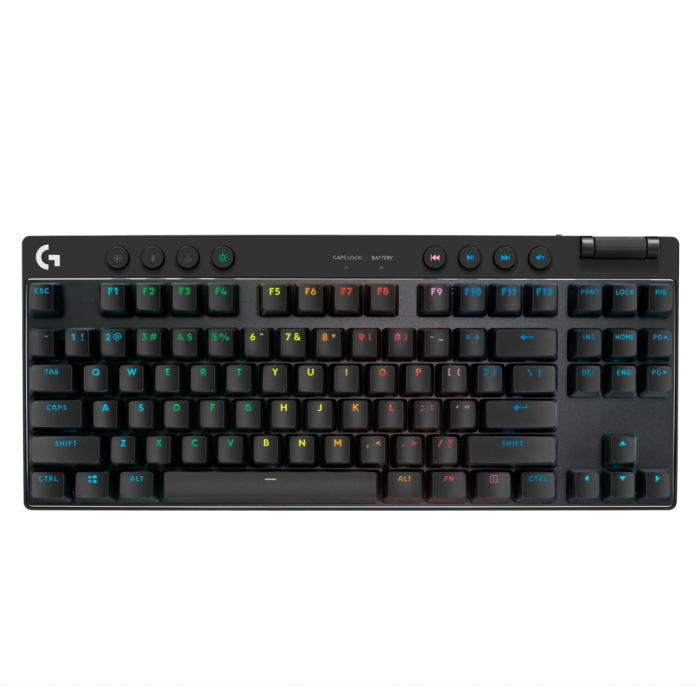 G
CAPS LOCK BATTERY
ESC F1 F2 F3 F4 F5 F6 F7 F8 F9 F10 F11 F12 PRNT LOCK
~ 1! 2@ 3# 4$ 5% 6^ 7& 8* 9( 0) -_ =+ ← INS HOME PG▲
TAB Q W E R T Y U I O P [{ ]} \| DEL END PG▼
CAPS A S D F G H J K L ;: '" ↵
SHIFT Z X C V B N M ,< .> /? SHIFT ▲
CTRL ALT — ALT FN CTRL ◀ ▼ ▶